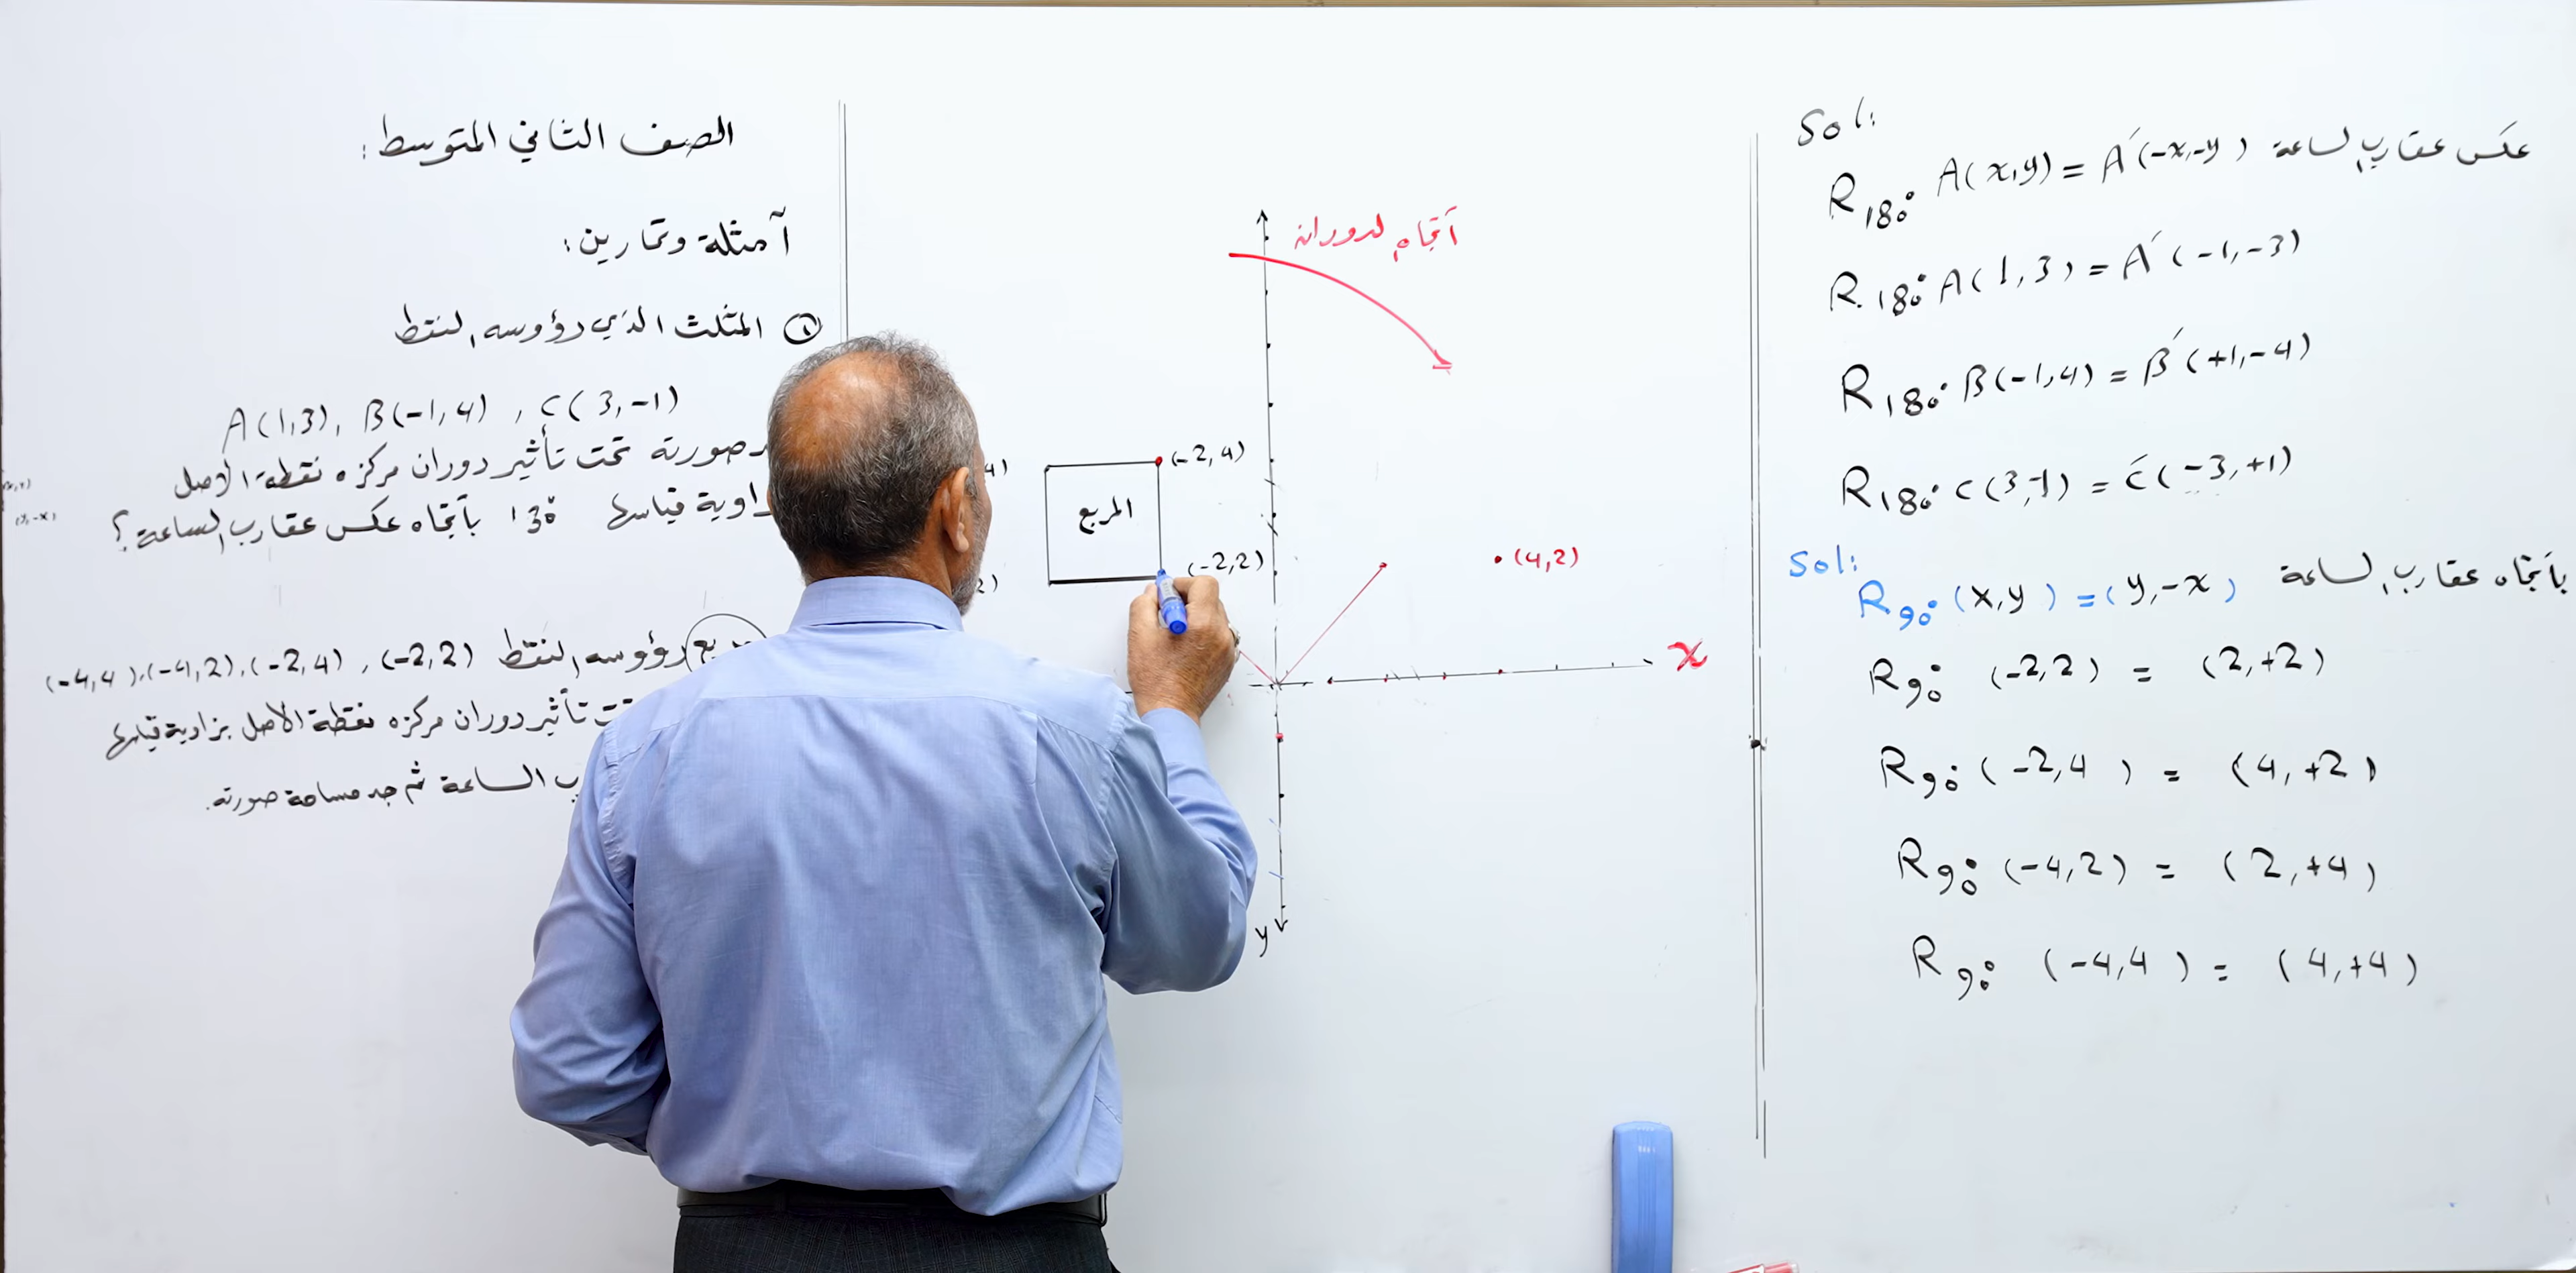 الصف الثاني المتوسط :
أمثلة وتمارين :
① المثلث الذي رؤوسه النقط
A(1,3), B(-1,4) , C(3,-1)
صورته تحت تأثير دوران مركزه نقطة الأصل
قياسها باتجاه عكس عقارب الساعة ؟
رؤوسه النقط (-2,2) , (-2,4) , (-4,2) , (-4,4)
تأثير دوران مركزه نقطة الأصل بزاوية قياسها
الساعة ثم جد مساحة صورته.
اتجاه الدوران
(-2,4)
المربع
(-2,2)
(4,2)
x
y
Sol:
R180° A(x,y) = A′(-x,-y) عكس عقارب الساعة
R180° A(1,3) = A′(-1,-3)
R180° B(-1,4) = B′(+1,-4)
R180° C(3,-1) = C′(-3,+1)
Sol:
R90° (x,y) = (y,-x) باتجاه عقارب الساعة
R90° (-2,2) = (2,+2)
R90° (-2,4) = (4,+2)
R90° (-4,2) = (2,+4)
R90° (-4,4) = (4,+4)